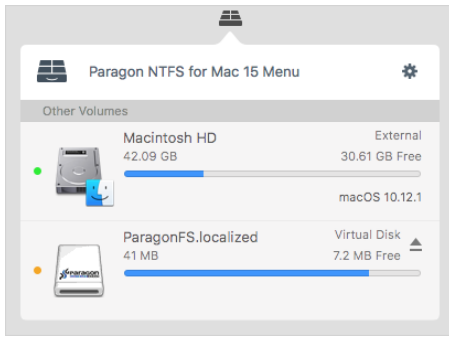 Paragon NTFS for Mac 15 Menu
Other Volumes
Macintosh HD External
42.09 GB 30.61 GB Free
macOS 10.12.1
ParagonFS.localized Virtual Disk
41 MB 7.2 MB Free
Paragon